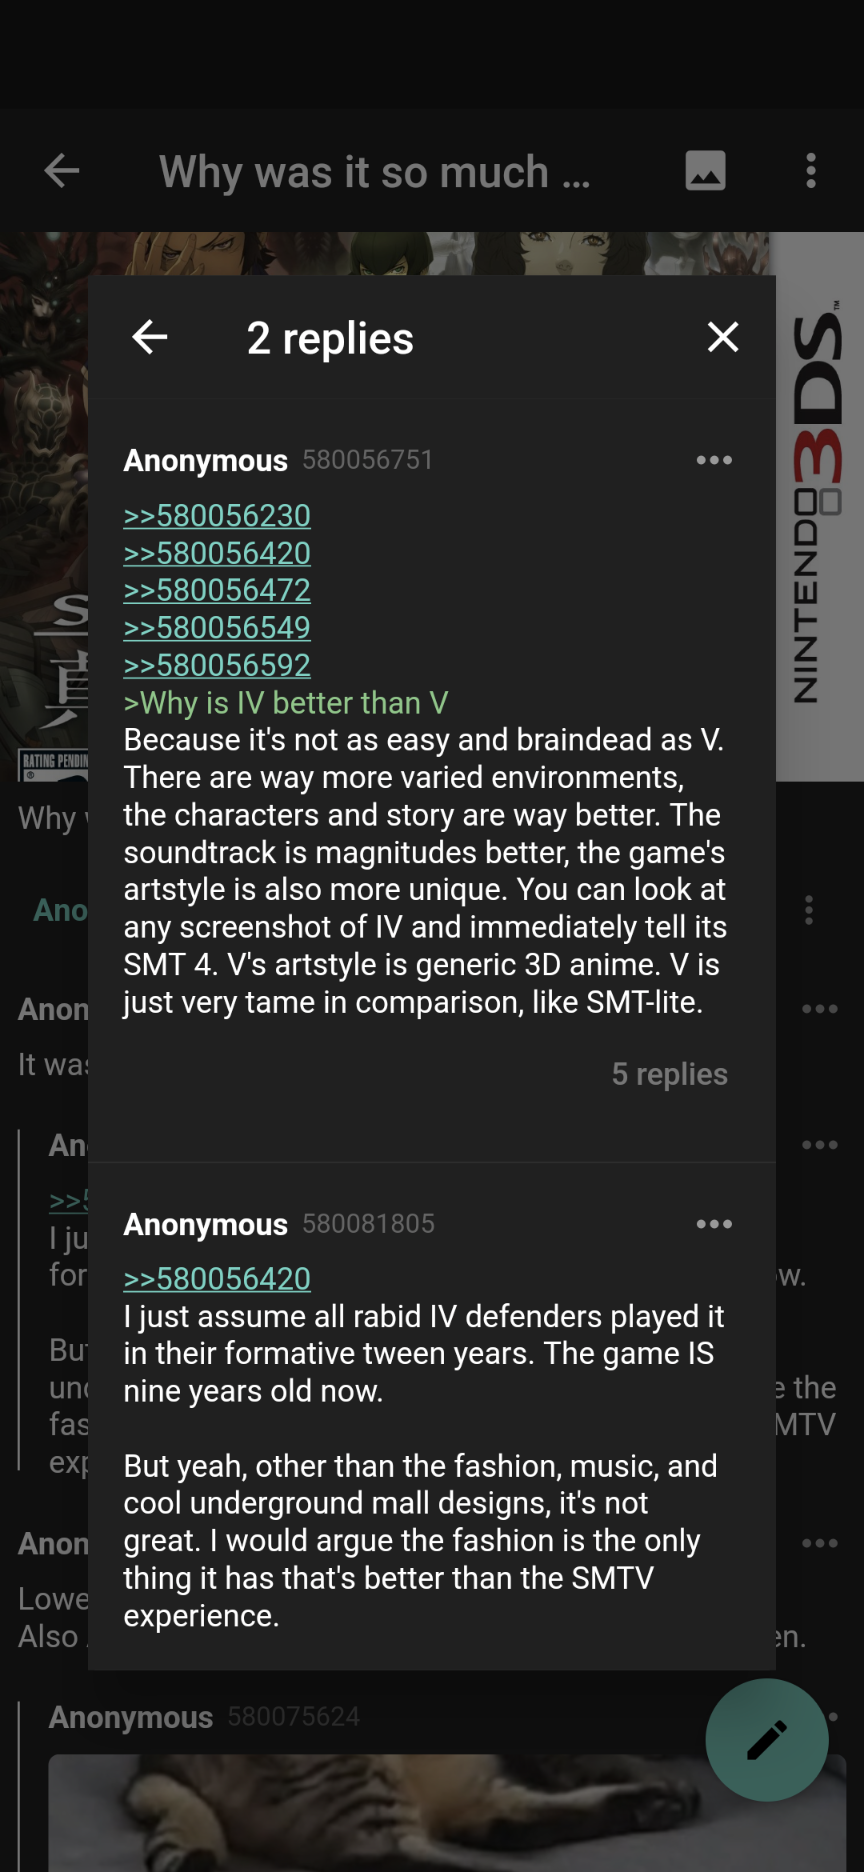 Why was it so much ...
2 replies
Anonymous 580056751
>>580056230
>>580056420
>>580056472
>>580056549
>>580056592
>Why is IV better than V
Because it's not as easy and braindead as V.
There are way more varied environments,
the characters and story are way better. The
soundtrack is magnitudes better, the game's
artstyle is also more unique. You can look at
any screenshot of IV and immediately tell its
SMT 4. V's artstyle is generic 3D anime. V is
just very tame in comparison, like SMT-lite.
5 replies
Anonymous 580081805
>>580056420
I just assume all rabid IV defenders played it
in their formative tween years. The game IS
nine years old now.
But yeah, other than the fashion, music, and
cool underground mall designs, it's not
great. I would argue the fashion is the only
thing it has that's better than the SMTV
experience.
NINTENDO 3DS™
真
RATING PENDIN
®
Why
Ano
Anon
It was
An
>>5
I ju
for
w.
But
und
e the
fas
MTV
exp
Anon
Lowe
Also
en.
Anonymous 580075624